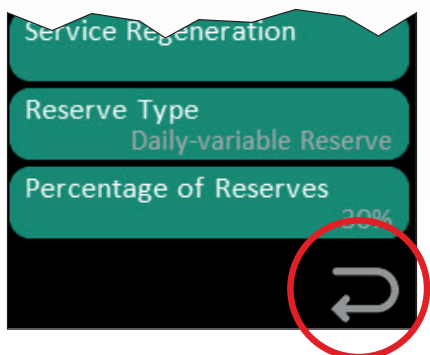 Service Regeneration
Reserve Type
Daily-variable Reserve
Percentage of Reserves
30%